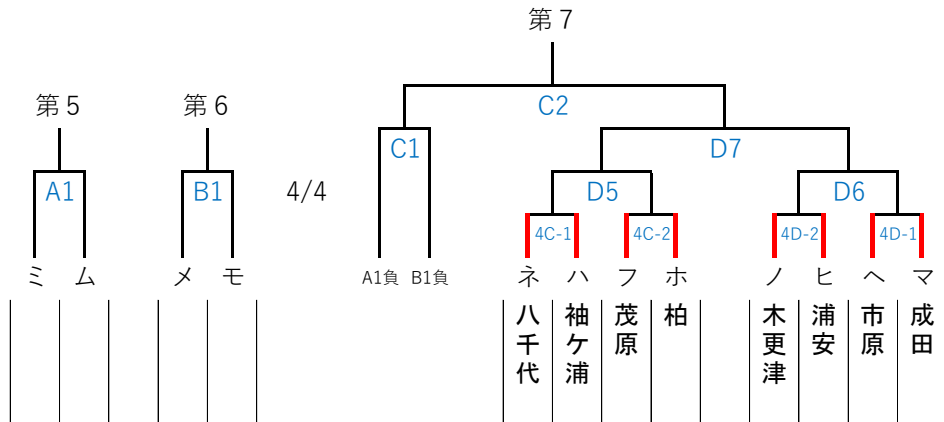 第7
第5
第6
C2
C1
D7
A1
B1
4/4
D5
D6
4C-1
4C-2
4D-2
4D-1
ミ
ム
メ
モ
A1負
B1負
ネ
ハ
フ
ホ
ノ
ヒ
ヘ
マ
八千代
袖ケ浦
茂原
柏
木更津
浦安
市原
成田